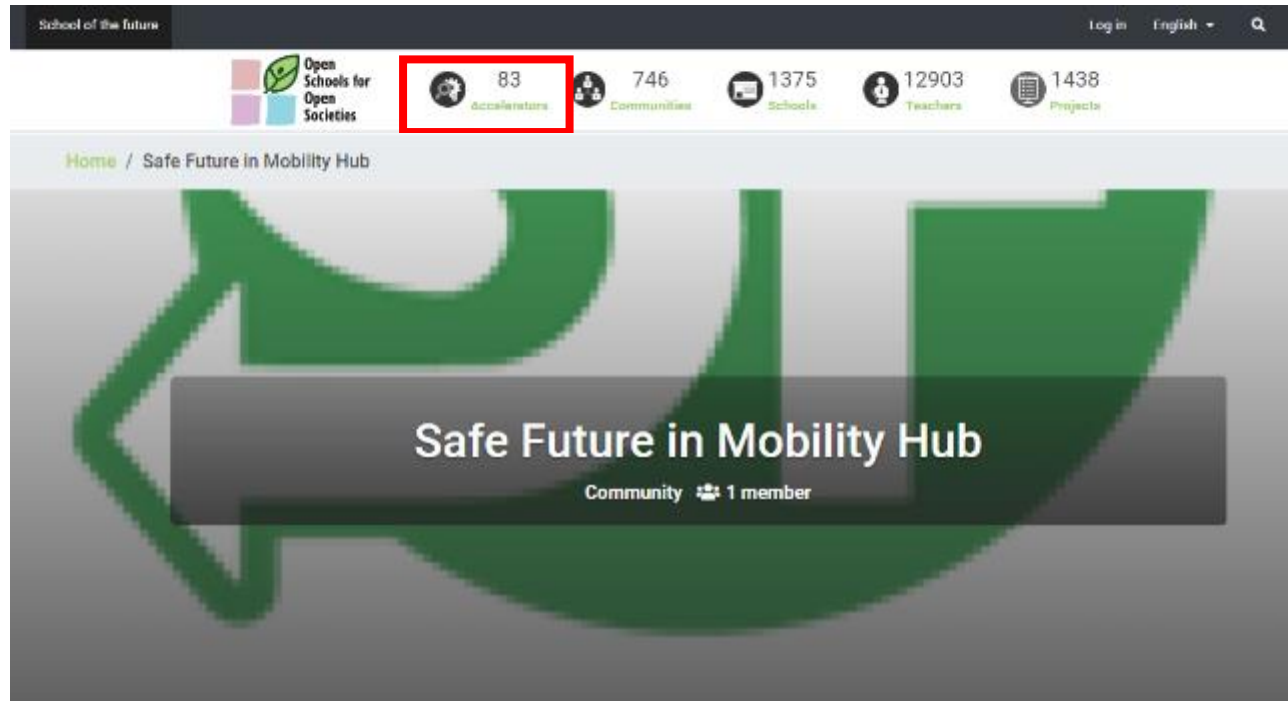 School of the future
Log in English
Open
Schools for
Open
Societies
83
Accelerators
746
Communities
1375
Schools
12903
Teachers
1438
Projects
Home / Safe Future in Mobility Hub
Safe Future in Mobility Hub
Community 1 member